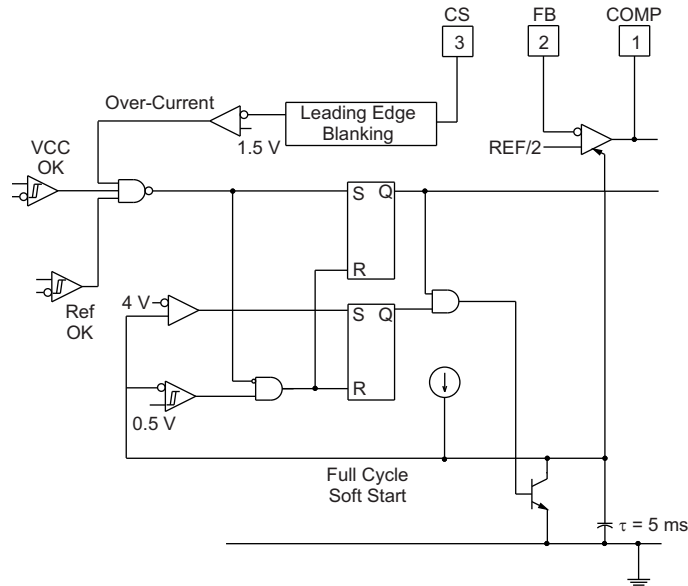 CS
FB
COMP
3
2
1
Over-Current
Leading Edge
Blanking
1.5 V
REF/2
VCC
OK
S
Q
R
Ref
OK
4 V
S
Q
R
0.5 V
Full Cycle
Soft Start
τ = 5 ms